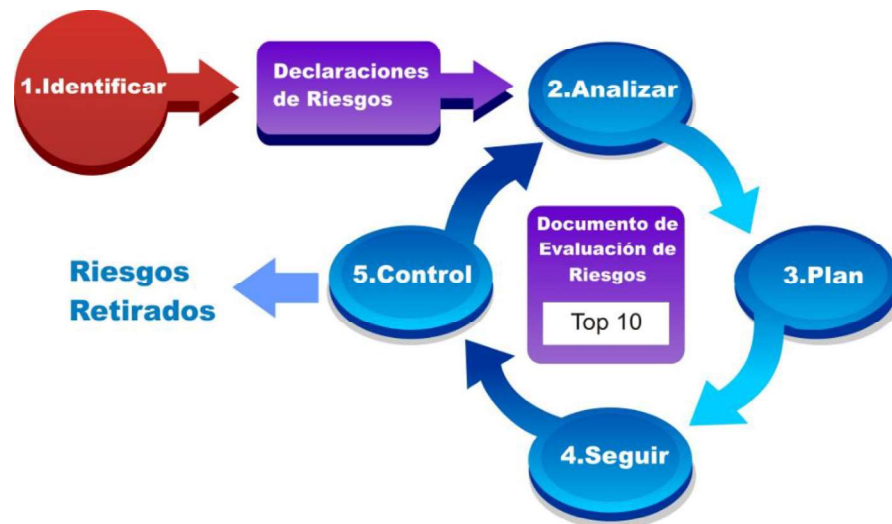 1.Identificar
Declaraciones
de Riesgos
2.Analizar
3.Plan
4.Seguir
5.Control
Riesgos
Retirados
Documento de
Evaluación de
Riesgos
Top 10